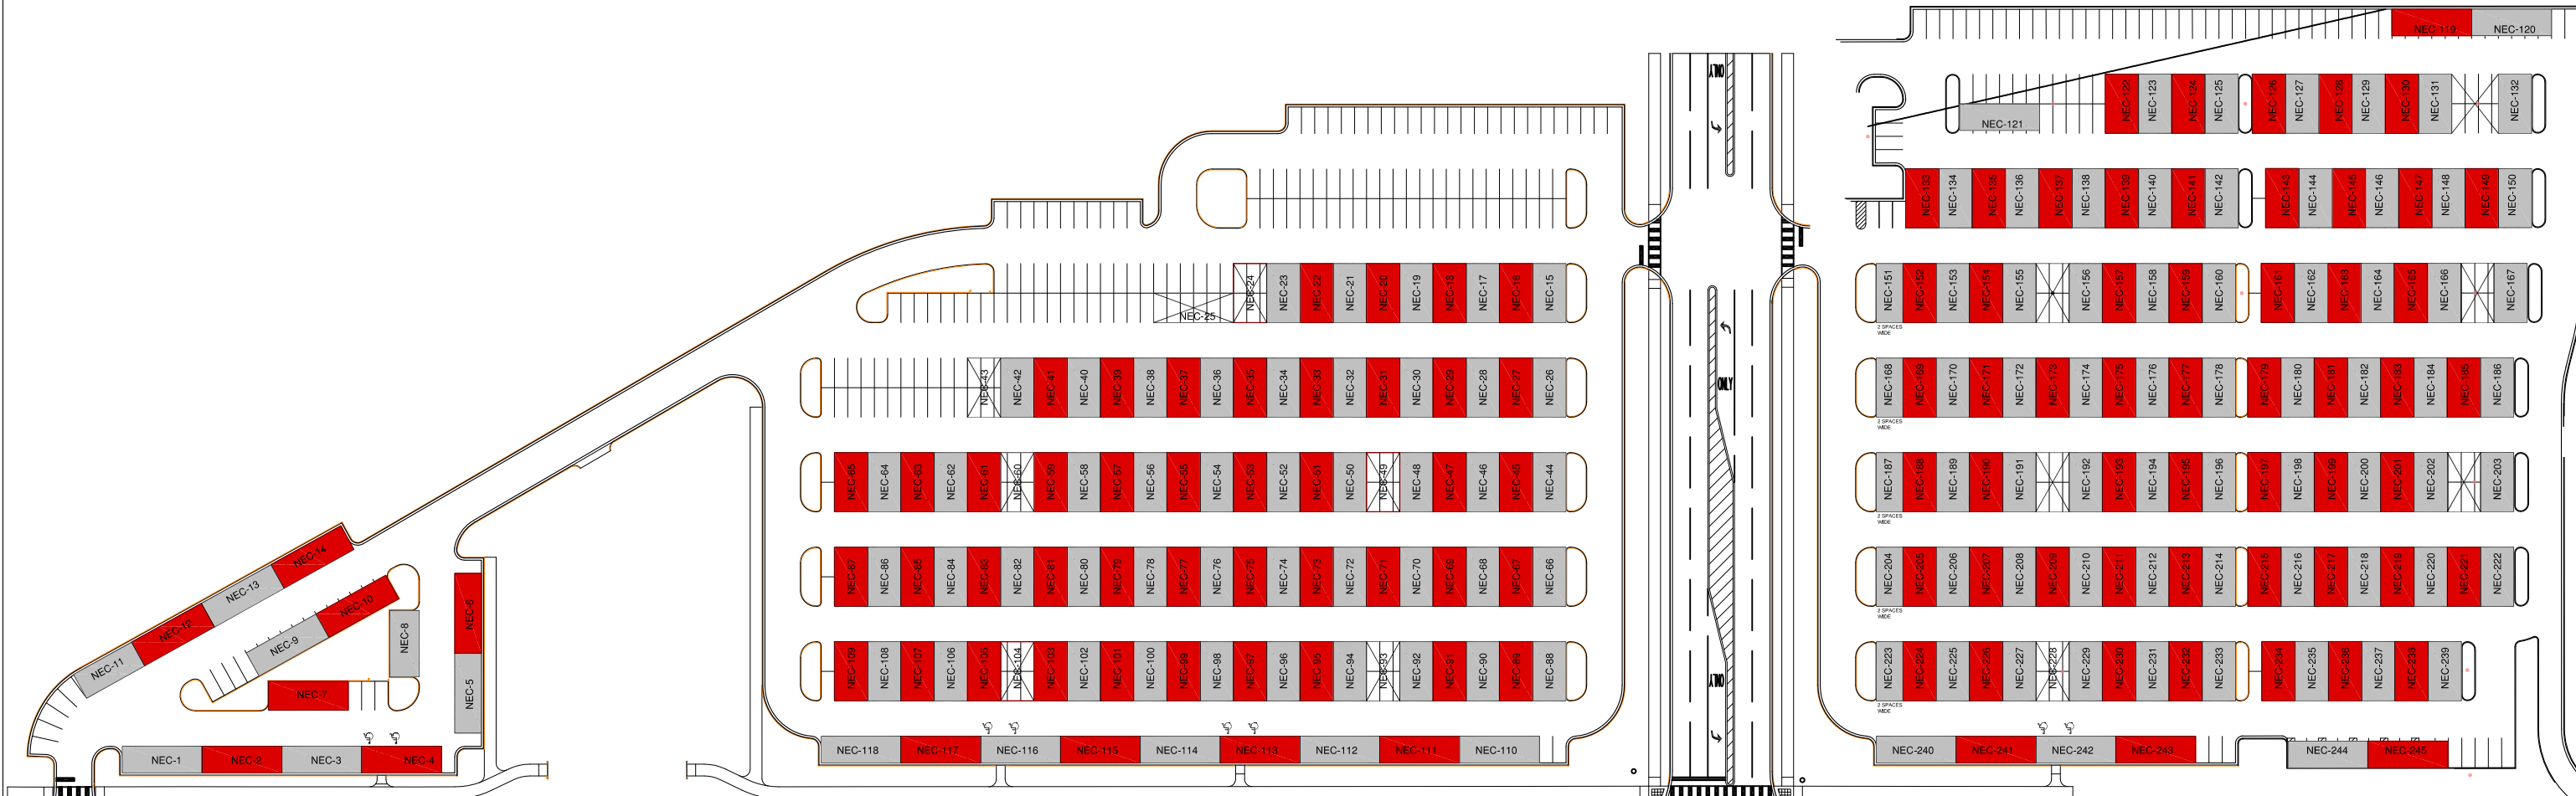 ONLY
NEC-119 NEC-120
NEC-121 NEC-122 NEC-123 NEC-124 NEC-125 NEC-126 NEC-127 NEC-128 NEC-129 NEC-130 NEC-131 NEC-132
NEC-133 NEC-134 NEC-135 NEC-136 NEC-137 NEC-138 NEC-139 NEC-140 NEC-141 NEC-142 NEC-143 NEC-144 NEC-145 NEC-146 NEC-147 NEC-148 NEC-149 NEC-150
NEC-25 NEC-24 NEC-23 NEC-22 NEC-21 NEC-20 NEC-19 NEC-18 NEC-17 NEC-16 NEC-15
NEC-151 NEC-152 NEC-153 NEC-154 NEC-155 NEC-156 NEC-157 NEC-158 NEC-159 NEC-160 NEC-161 NEC-162 NEC-163 NEC-164 NEC-165 NEC-166 NEC-167
2 SPACES
WIDE
NEC-43 NEC-42 NEC-41 NEC-40 NEC-39 NEC-38 NEC-37 NEC-36 NEC-35 NEC-34 NEC-33 NEC-32 NEC-31 NEC-30 NEC-29 NEC-28 NEC-27 NEC-26
ONLY
NEC-168 NEC-169 NEC-170 NEC-171 NEC-172 NEC-173 NEC-174 NEC-175 NEC-176 NEC-177 NEC-178 NEC-179 NEC-180 NEC-181 NEC-182 NEC-183 NEC-184 NEC-185 NEC-186
2 SPACES
WIDE
NEC-65 NEC-64 NEC-63 NEC-62 NEC-61 NEC-60 NEC-59 NEC-58 NEC-57 NEC-56 NEC-55 NEC-54 NEC-53 NEC-52 NEC-51 NEC-50 NEC-49 NEC-48 NEC-47 NEC-46 NEC-45 NEC-44
NEC-187 NEC-188 NEC-189 NEC-190 NEC-191 NEC-192 NEC-193 NEC-194 NEC-195 NEC-196 NEC-197 NEC-198 NEC-199 NEC-200 NEC-201 NEC-202 NEC-203
2 SPACES
WIDE
NEC-14
NEC-13
NEC-12
NEC-11
NEC-10
NEC-9
NEC-8
NEC-6
NEC-87 NEC-86 NEC-85 NEC-84 NEC-83 NEC-82 NEC-81 NEC-80 NEC-79 NEC-78 NEC-77 NEC-76 NEC-75 NEC-74 NEC-73 NEC-72 NEC-71 NEC-70 NEC-69 NEC-68 NEC-67 NEC-66
NEC-204 NEC-205 NEC-206 NEC-207 NEC-208 NEC-209 NEC-210 NEC-211 NEC-212 NEC-213 NEC-214 NEC-215 NEC-216 NEC-217 NEC-218 NEC-219 NEC-220 NEC-221 NEC-222
2 SPACES
WIDE
NEC-7
NEC-5
NEC-109 NEC-108 NEC-107 NEC-106 NEC-105 NEC-104 NEC-103 NEC-102 NEC-101 NEC-100 NEC-99 NEC-98 NEC-97 NEC-96 NEC-95 NEC-94 NEC-93 NEC-92 NEC-91 NEC-90 NEC-89 NEC-88
ONLY
NEC-223 NEC-224 NEC-225 NEC-226 NEC-227 NEC-228 NEC-229 NEC-230 NEC-231 NEC-232 NEC-233 NEC-234 NEC-235 NEC-236 NEC-237 NEC-238 NEC-239
2 SPACES
WIDE
NEC-1 NEC-2 NEC-3 NEC-4
NEC-118 NEC-117 NEC-116 NEC-115 NEC-114 NEC-113 NEC-112 NEC-111 NEC-110
NEC-240 NEC-241 NEC-242 NEC-243 NEC-244 NEC-245